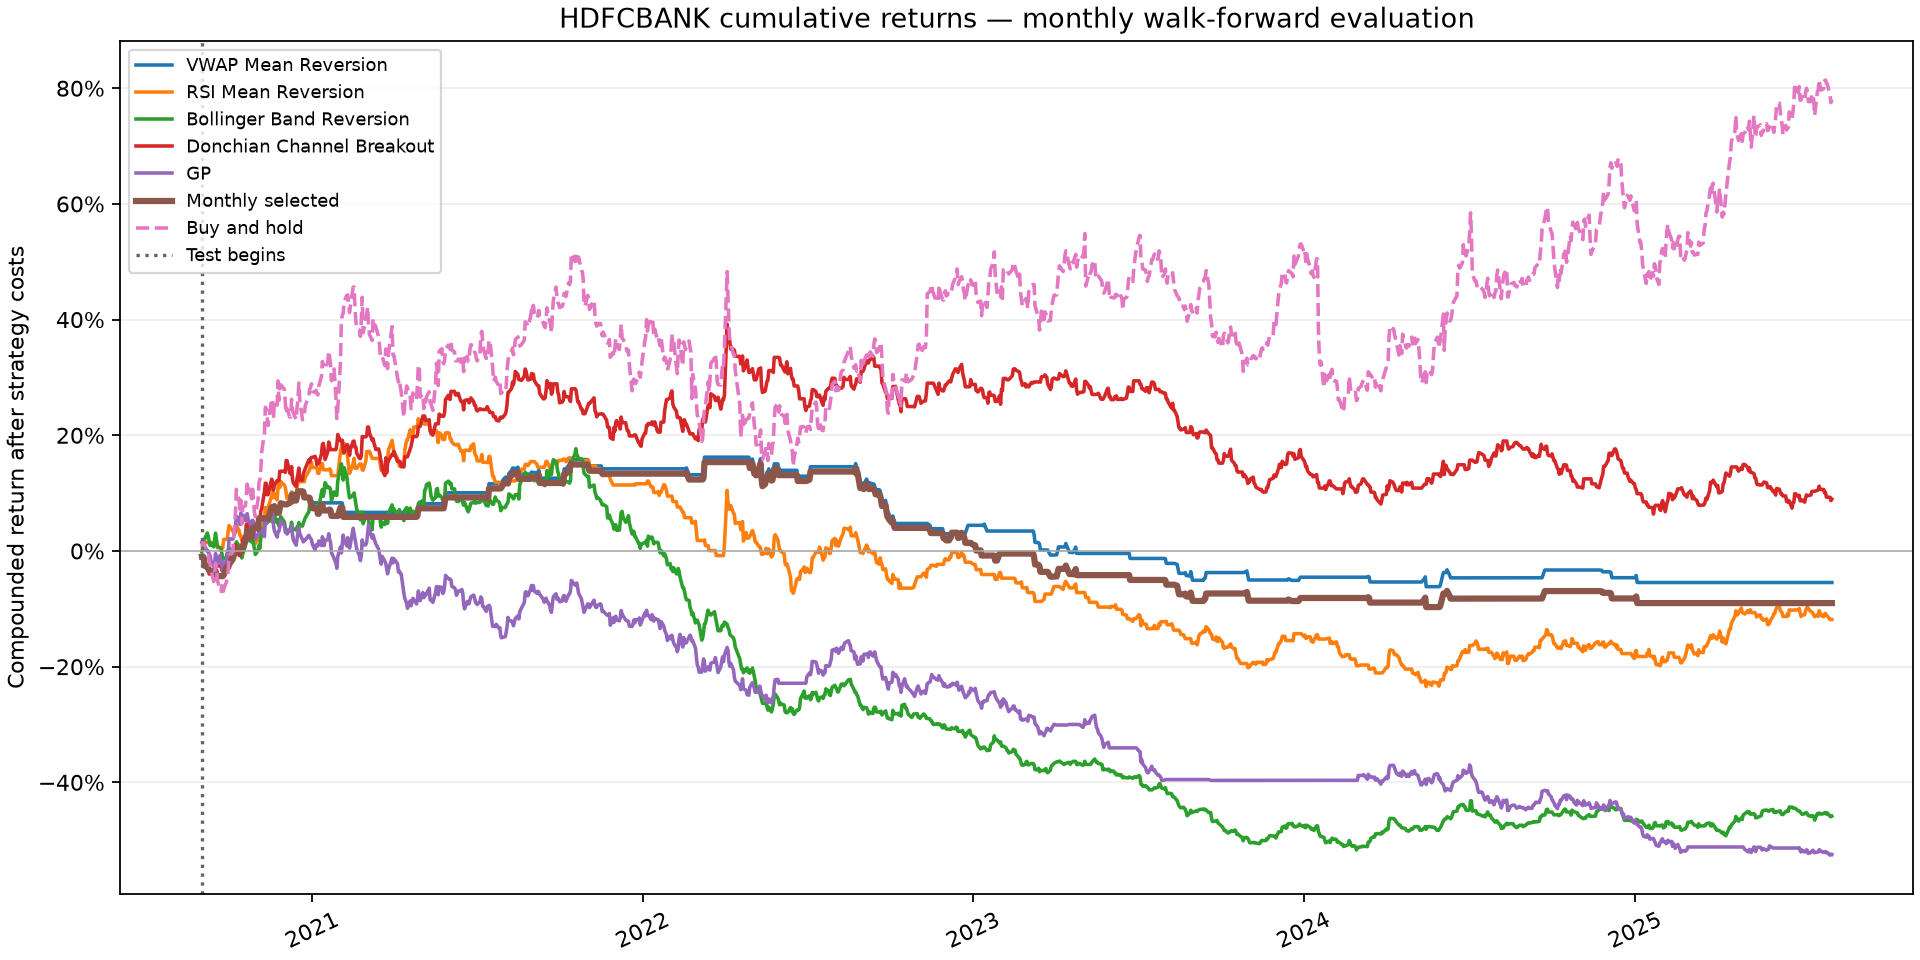 HDFCBANK cumulative returns — monthly walk-forward evaluation
VWAP Mean Reversion
RSI Mean Reversion
Bollinger Band Reversion
Donchian Channel Breakout
GP
Monthly selected
Buy and hold
Test begins
Compounded return after strategy costs
80%
60%
40%
20%
0%
−20%
−40%
2021
2022
2023
2024
2025